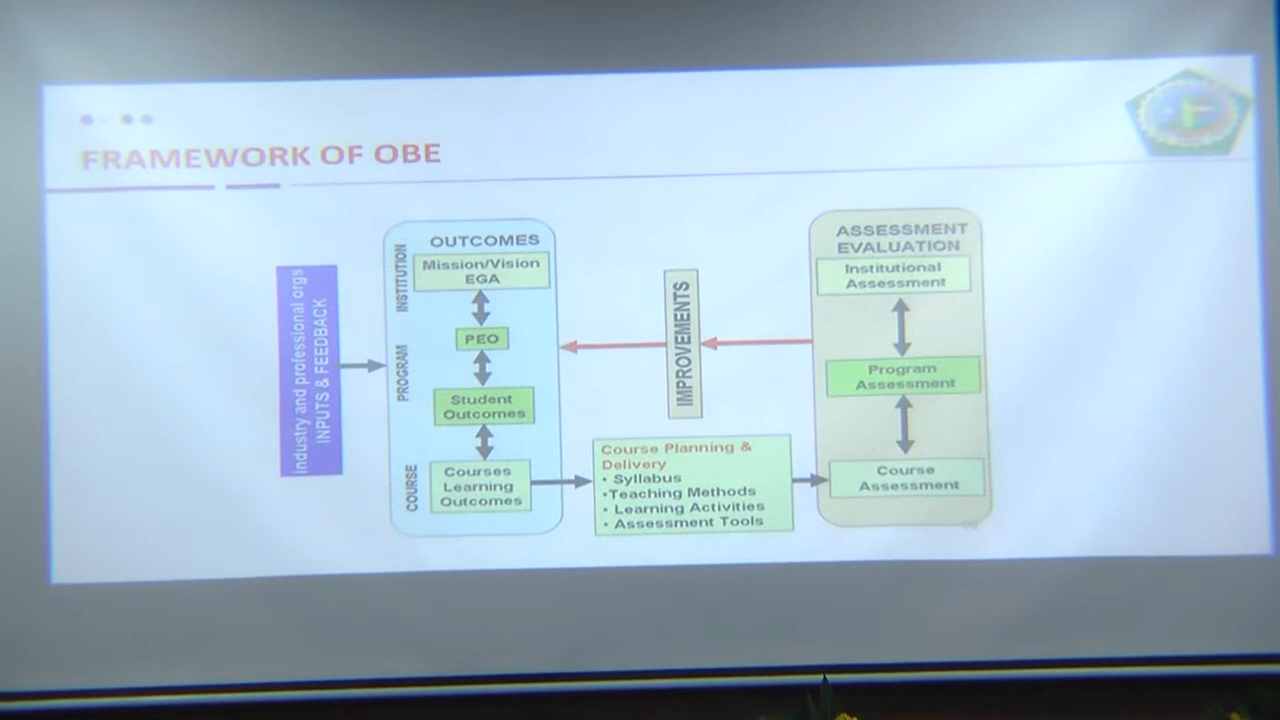 FRAMEWORK OF OBE
Industry and professional orgs
INPUTS & FEEDBACK
INSTITUTION
PROGRAM
COURSE
OUTCOMES
Mission/Vision
EGA
PEO
Student
Outcomes
Courses
Learning
Outcomes
Course Planning &
Delivery
• Syllabus
•Teaching Methods
• Learning Activities
• Assessment Tools
IMPROVEMENTS
ASSESSMENT
EVALUATION
Institutional
Assessment
Program
Assessment
Course
Assessment